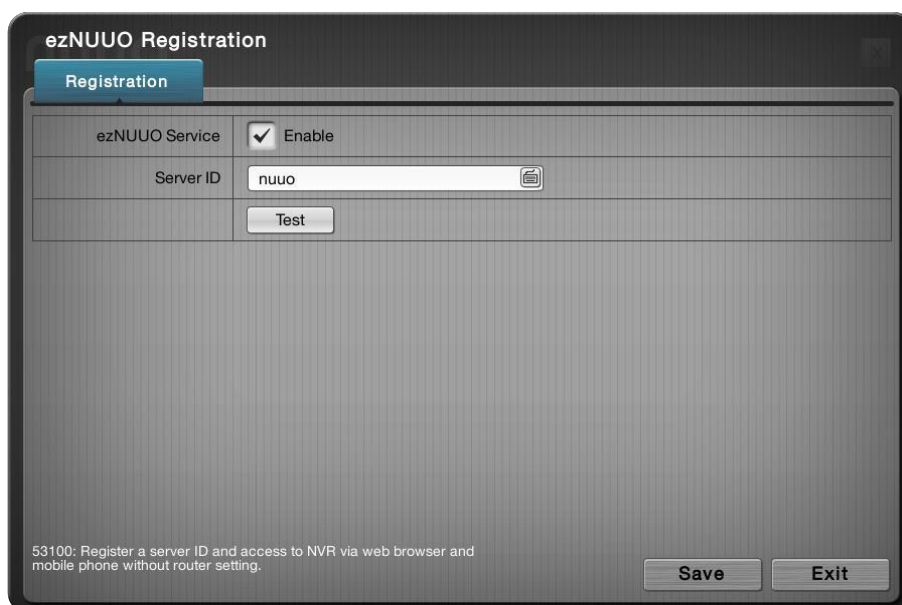 ezNUUO Registration
Registration
ezNUUO Service
Enable
Server ID
nuuo
Test
53100: Register a server ID and access to NVR via web browser and
mobile phone without router setting.
Save
Exit